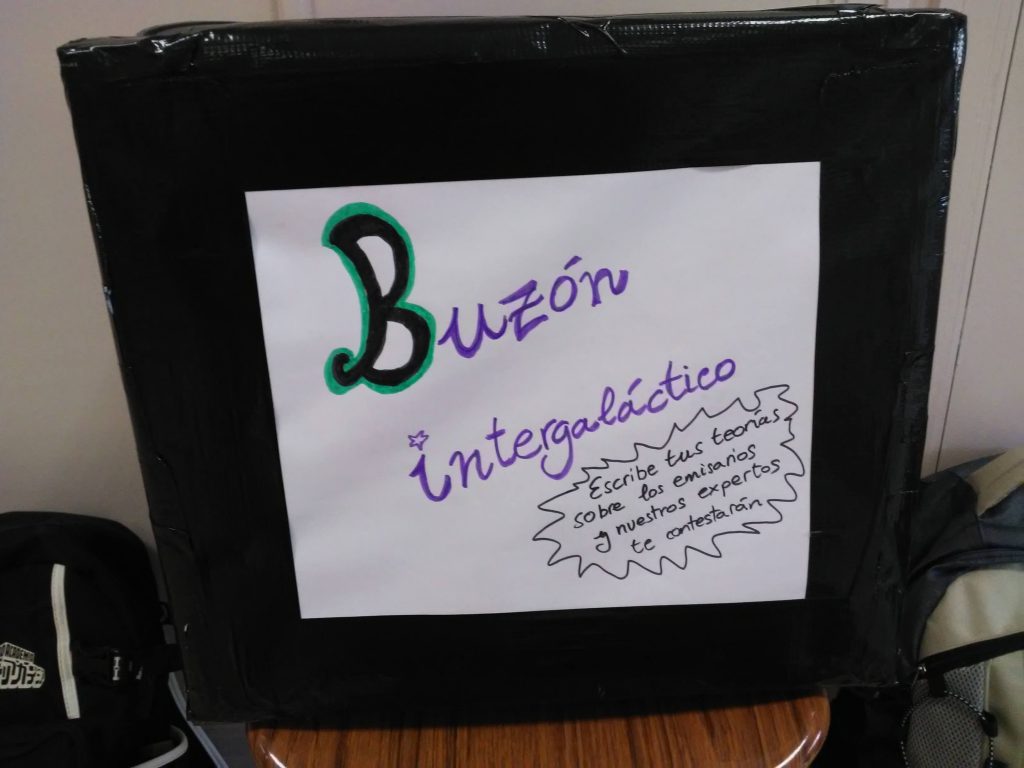 Buzón
intergaláctico
Escribe tus teorías
sobre los emisarios
y nuestros expertos
te contestarán